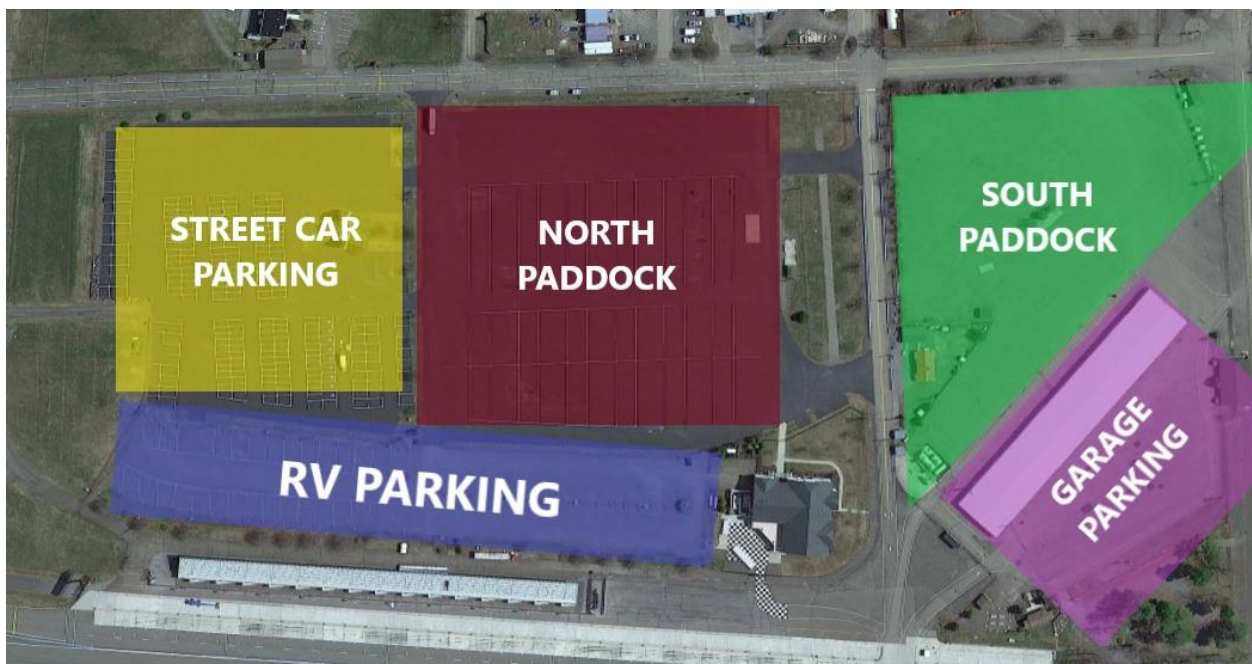 STREET CAR
PARKING
NORTH
PADDOCK
SOUTH
PADDOCK
GARAGE
PARKING
RV PARKING